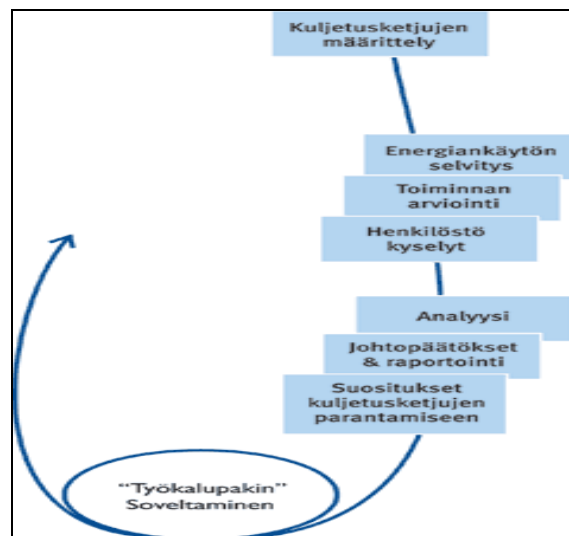 Kuljetusketjujen
määrittely
Energiankäytön
selvitys
Toiminnan
arviointi
Henkilöstö
kyselyt
Analyysi
Johtopäätökset
& raportointi
Suositukset
kuljetusketjujen
parantamiseen
“Työkalupakin”
Soveltaminen